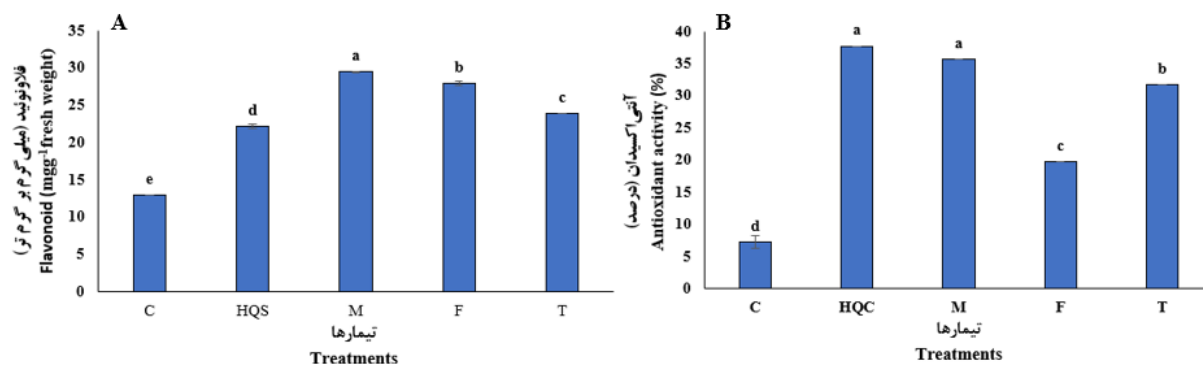 A
فلاونوئید (میلی گرم بر گرم تر)
Flavonoid (mgg⁻¹ fresh weight)
35
30
25
20
15
10
5
0
e
d
a
b
c
C HQS M F T
تیمارها
Treatments
B
آنتی‌اکسیدان (درصد)
Antioxidant activity (%)
40
35
30
25
20
15
10
5
0
d
a
a
c
b
C HQC M F T
تیمارها
Treatments